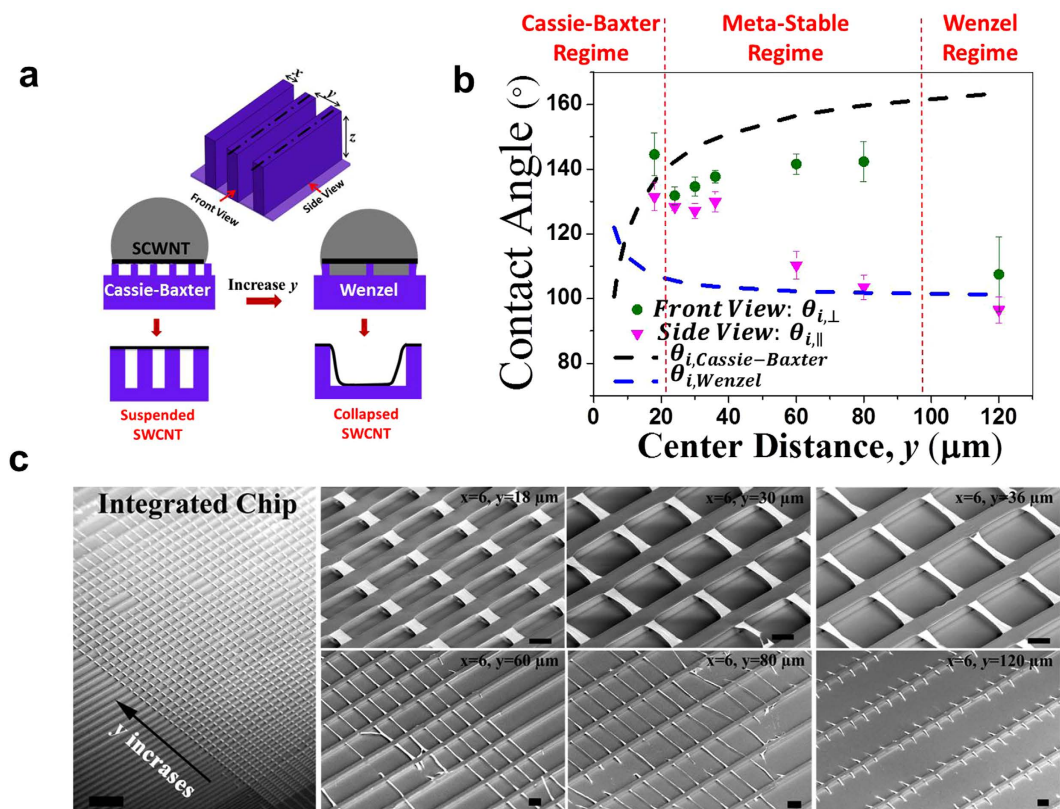 a
x
y
z
Front View
Side View
SCWNT
Cassie-Baxter
Increase y
Wenzel
Suspended
SWCNT
Collapsed
SWCNT
Cassie-Baxter
Regime
Meta-Stable
Regime
Wenzel
Regime
b
Contact Angle (°)
160
140
120
100
80
Front View: θi,⊥
Side View: θi,∥
θi,Cassie−Baxter
θi,Wenzel
0
20
40
60
80
100
120
Center Distance, y (μm)
c
Integrated Chip
y incrases
x=6, y=18 μm
x=6, y=30 μm
x=6, y=36 μm
x=6, y=60 μm
x=6, y=80 μm
x=6, y=120 μm